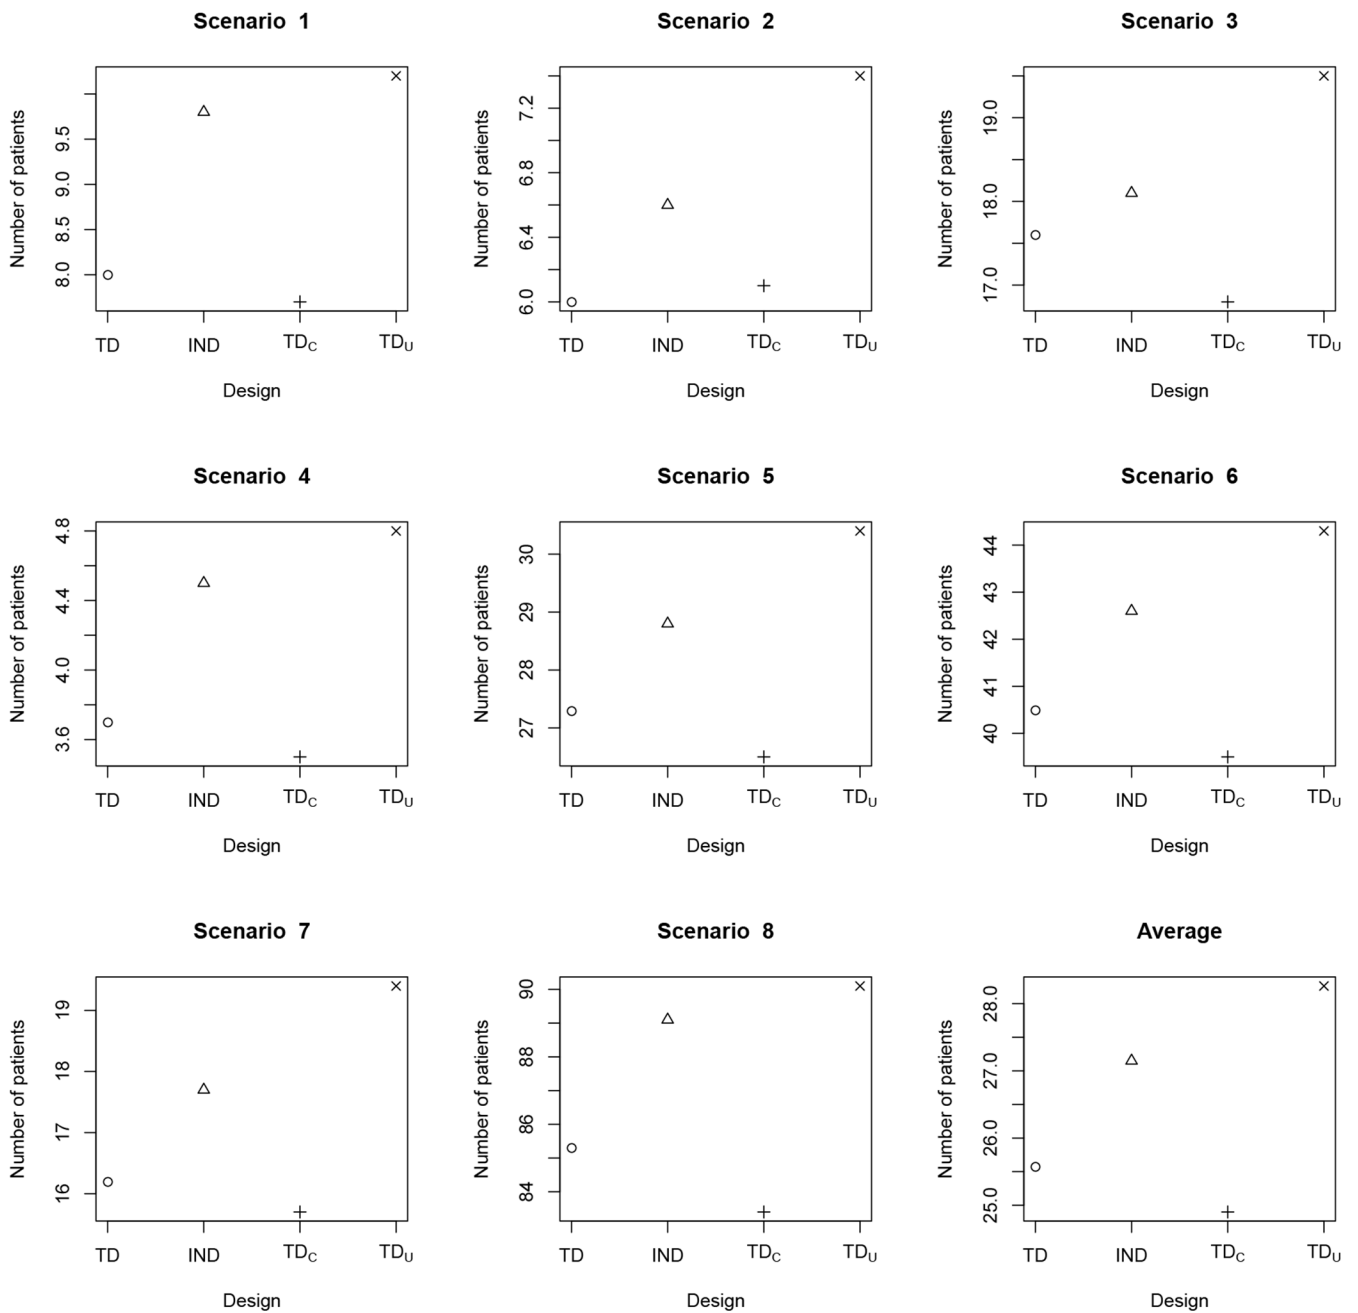 Scenario 1
Number of patients
8.0 8.5 9.0 9.5
TD IND TDC TDU
Design
Scenario 2
Number of patients
6.0 6.4 6.8 7.2
TD IND TDC TDU
Design
Scenario 3
Number of patients
17.0 18.0 19.0
TD IND TDC TDU
Design
Scenario 4
Number of patients
3.6 4.0 4.4 4.8
TD IND TDC TDU
Design
Scenario 5
Number of patients
27 28 29 30
TD IND TDC TDU
Design
Scenario 6
Number of patients
40 41 42 43 44
TD IND TDC TDU
Design
Scenario 7
Number of patients
16 17 18 19
TD IND TDC TDU
Design
Scenario 8
Number of patients
84 86 88 90
TD IND TDC TDU
Design
Average
Number of patients
25.0 26.0 27.0 28.0
TD IND TDC TDU
Design